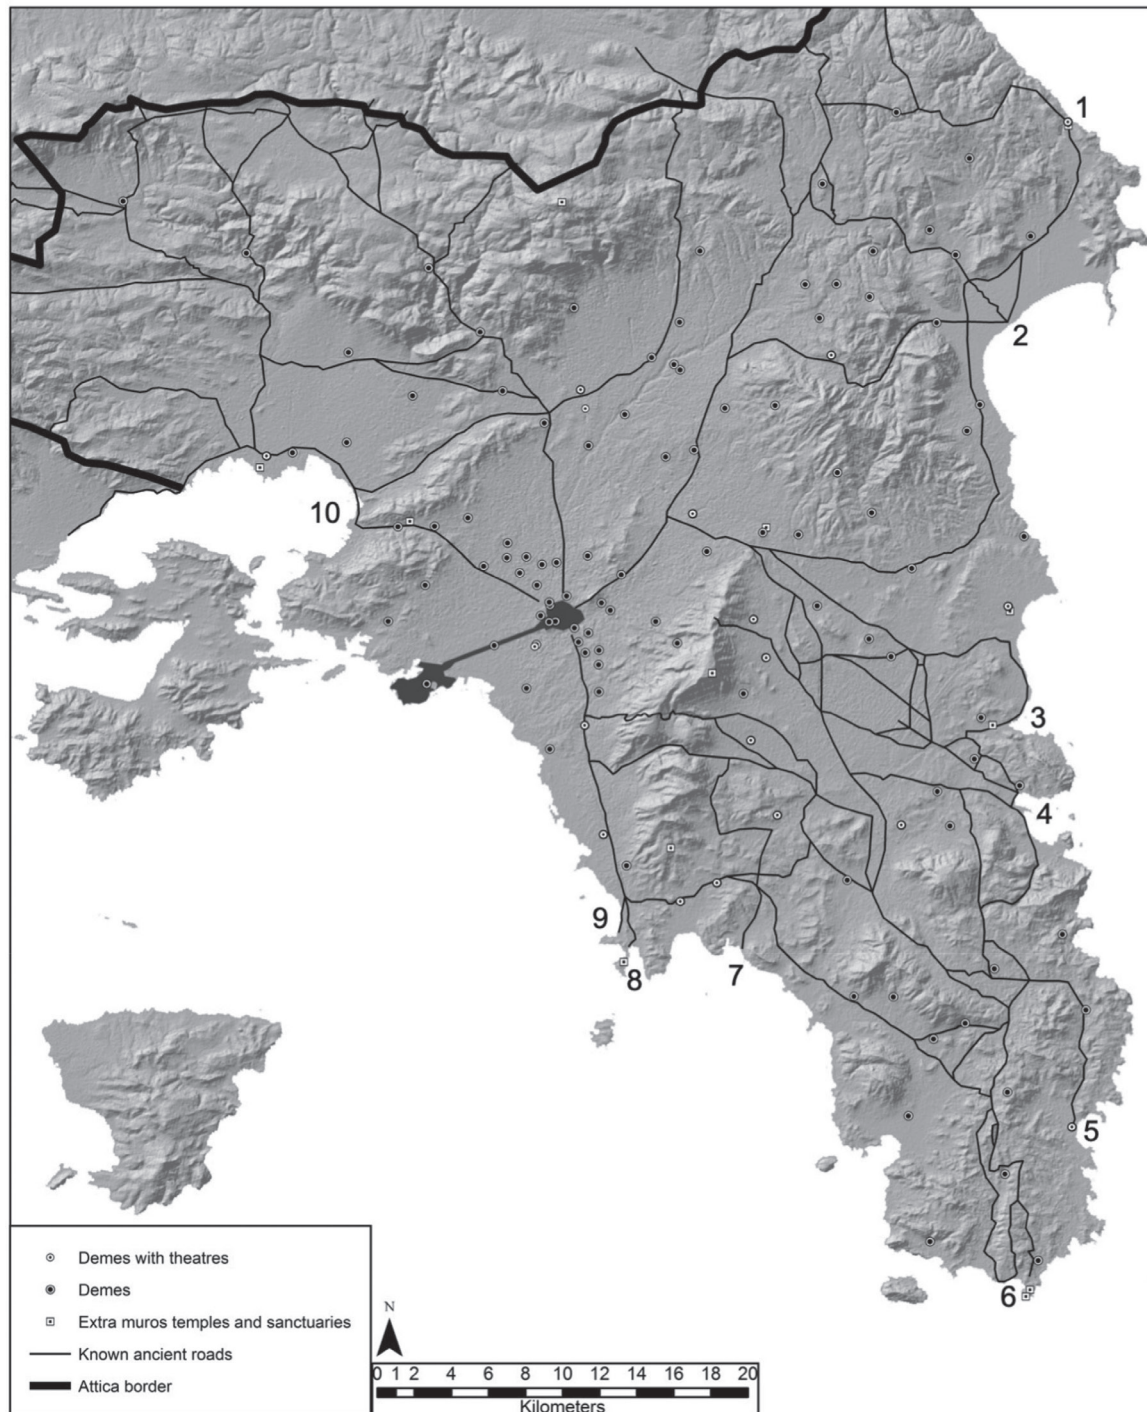 1
2
10
3
4
9
8
7
5
6
Demes with theatres
Demes
Extra muros temples and sanctuaries
Known ancient roads
Attica border
N
0 1 2 4 6 8 10 12 14 16 18 20
Kilometers